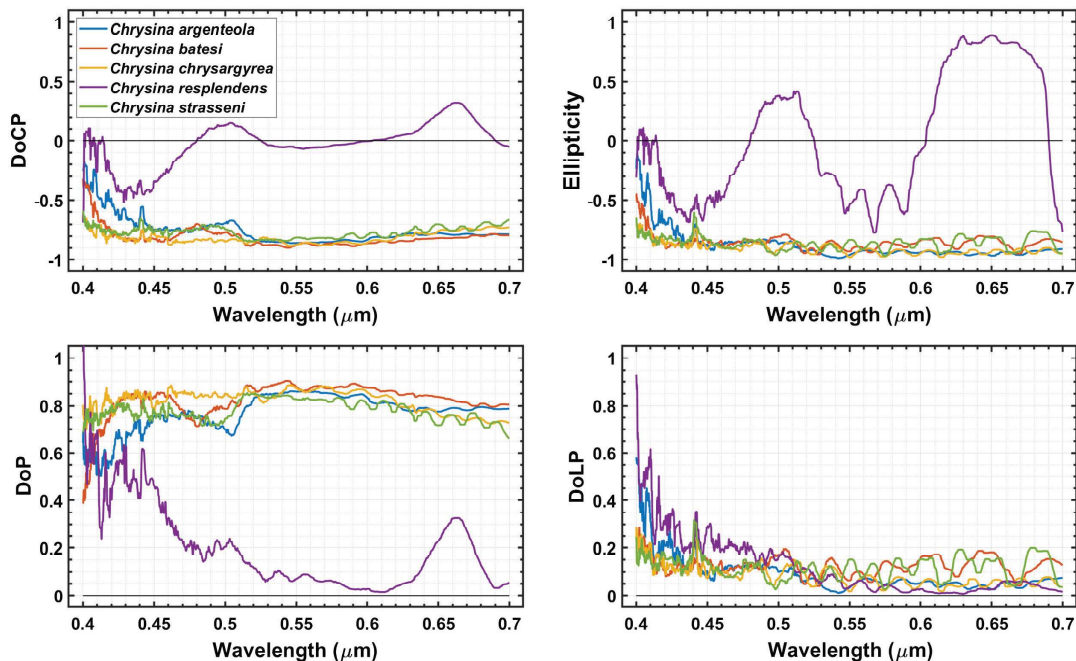 DoCP
1
0.5
0
-0.5
-1
Chrysina argenteola
Chrysina batesi
Chrysina chrysargyrea
Chrysina resplendens
Chrysina strasseni
0.4 0.45 0.5 0.55 0.6 0.65 0.7
Wavelength (μm)
Ellipticity
1
0.5
0
-0.5
-1
0.4 0.45 0.5 0.55 0.6 0.65 0.7
Wavelength (μm)
DoP
1
0.8
0.6
0.4
0.2
0
0.4 0.45 0.5 0.55 0.6 0.65 0.7
Wavelength (μm)
DoLP
1
0.8
0.6
0.4
0.2
0
0.4 0.45 0.5 0.55 0.6 0.65 0.7
Wavelength (μm)